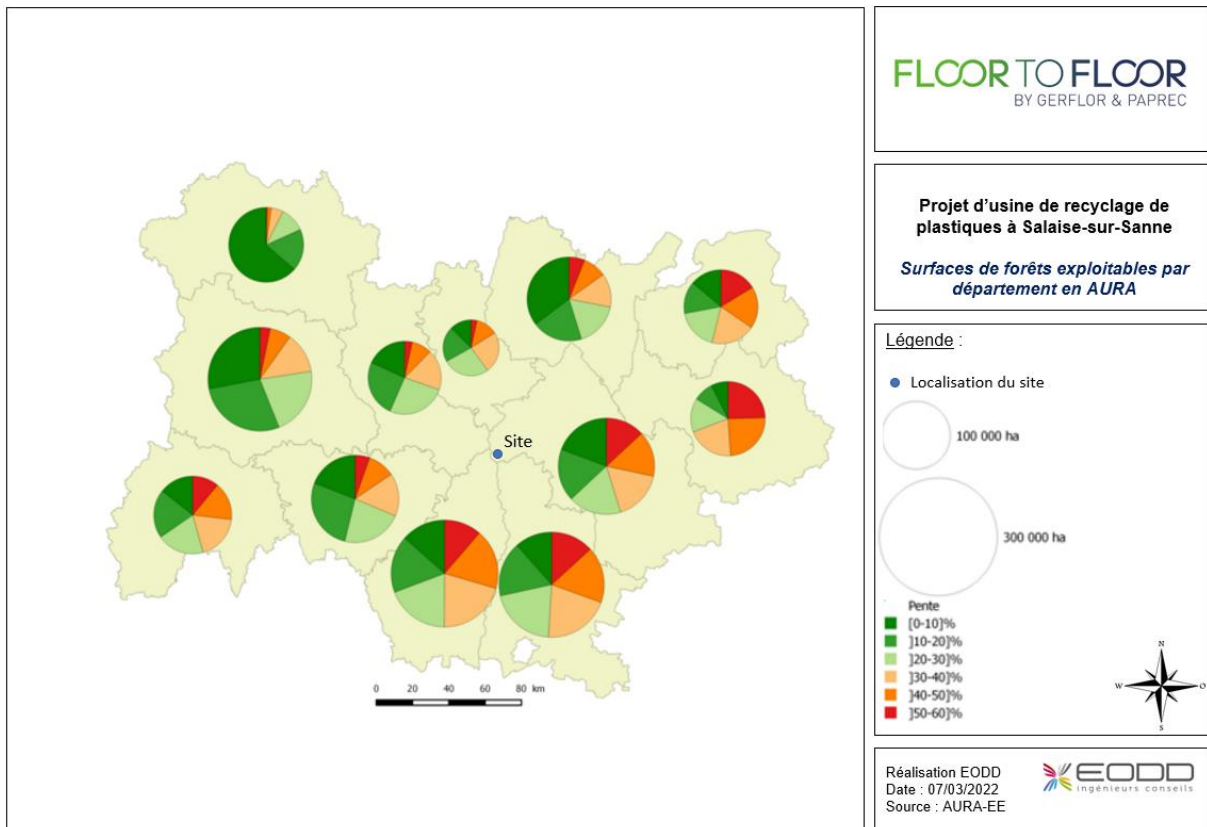 FLOOR TO FLOOR
BY GERFLOR & PAPREC
Projet d'usine de recyclage de
plastiques à Salaise-sur-Sanne
Surfaces de forêts exploitables par
département en AURA
Légende :
Localisation du site
100 000 ha
300 000 ha
Pente
[0-10]%
]10-20]%
]20-30]%
]30-40]%
]40-50]%
]50-60]%
N
W
O
S
Site
0 20 40 60 80 km
Réalisation EODD
Date : 07/03/2022
Source : AURA-EE
EODD
ingénieurs conseils